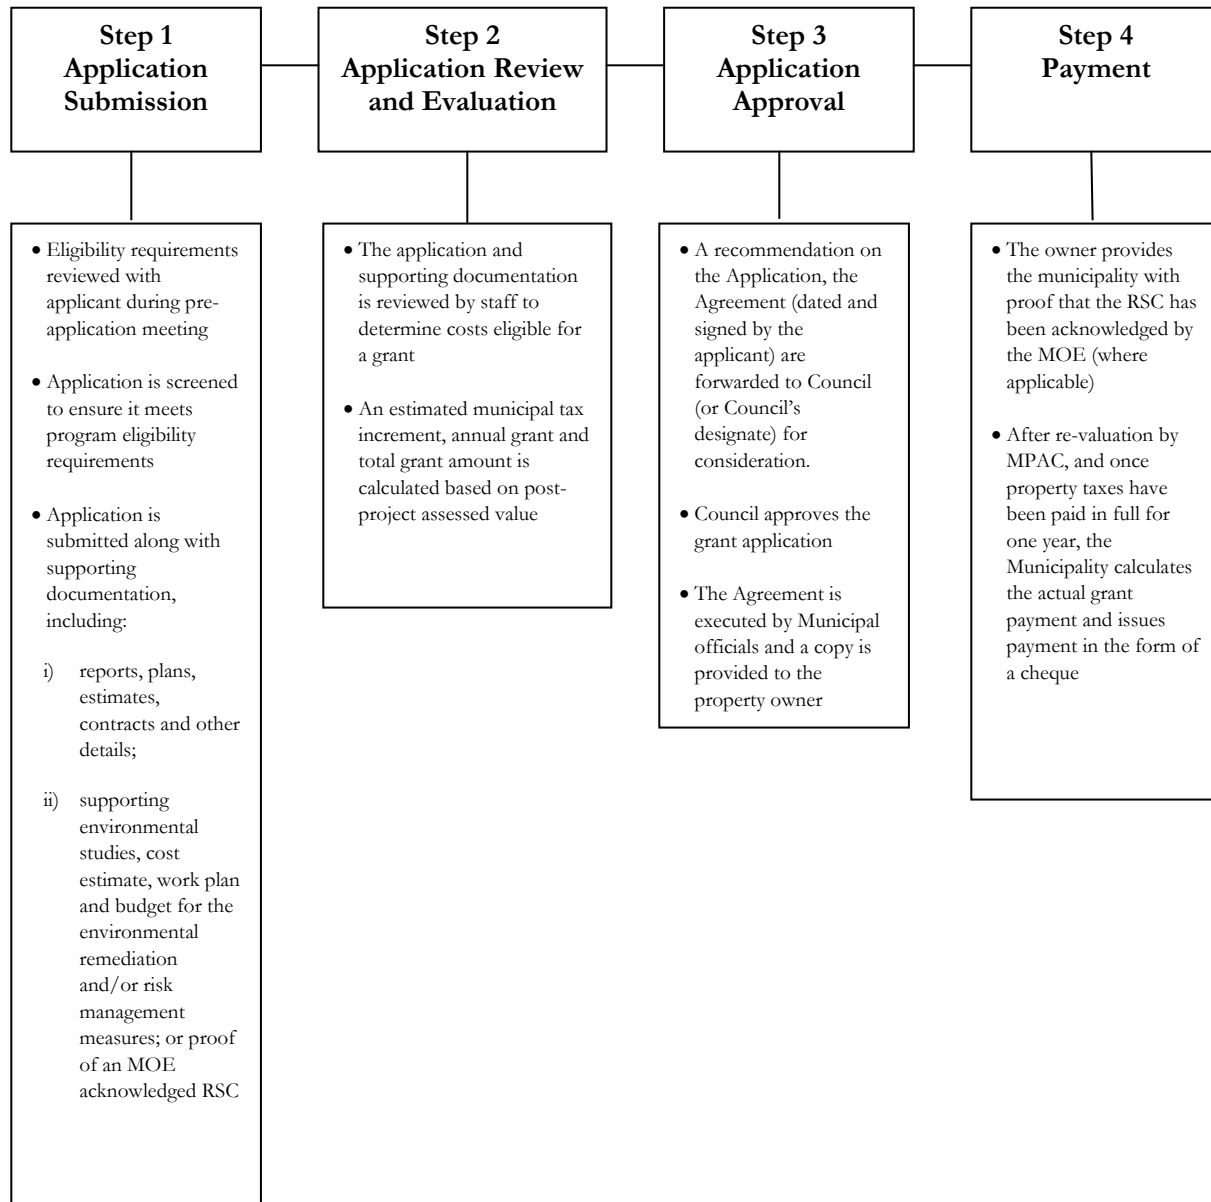 Step 1
Application
Submission
Step 2
Application Review
and Evaluation
Step 3
Application
Approval
Step 4
Payment
• Eligibility requirements
reviewed with
applicant during pre-
application meeting
• Application is screened
to ensure it meets
program eligibility
requirements
• Application is
submitted along with
supporting
documentation,
including:
i) reports, plans,
estimates,
contracts and other
details;
ii) supporting
environmental
studies, cost
estimate, work plan
and budget for the
environmental
remediation
and/or risk
management
measures; or proof
of an MOE
acknowledged RSC
• The application and
supporting documentation
is reviewed by staff to
determine costs eligible for
a grant
• An estimated municipal tax
increment, annual grant and
total grant amount is
calculated based on post-
project assessed value
• A recommendation on
the Application, the
Agreement (dated and
signed by the
applicant) are
forwarded to Council
(or Council's
designate) for
consideration.
• Council approves the
grant application
• The Agreement is
executed by Municipal
officials and a copy is
provided to the
property owner
• The owner provides
the municipality with
proof that the RSC has
been acknowledged by
the MOE (where
applicable)
• After re-valuation by
MPAC, and once
property taxes have
been paid in full for
one year, the
Municipality calculates
the actual grant
payment and issues
payment in the form of
a cheque